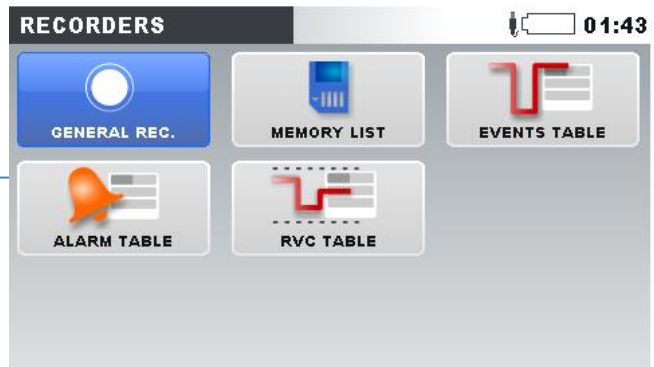 RECORDERS 01:43
GENERAL REC. MEMORY LIST EVENTS TABLE
ALARM TABLE RVC TABLE